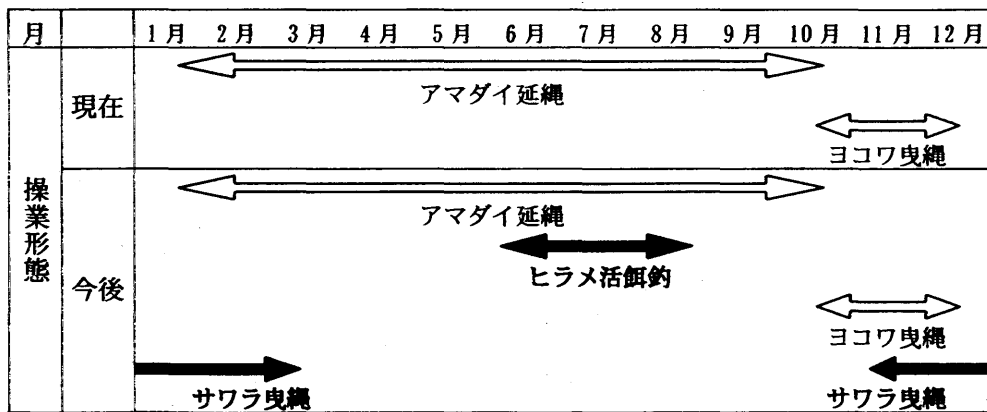 月 1月 2月 3月 4月 5月 6月 7月 8月 9月 10月 11月 12月
操業形態
現在
アマダイ延縄
ヨコワ曳縄
今後
アマダイ延縄
ヒラメ活餌釣
ヨコワ曳縄
サワラ曳縄 サワラ曳縄